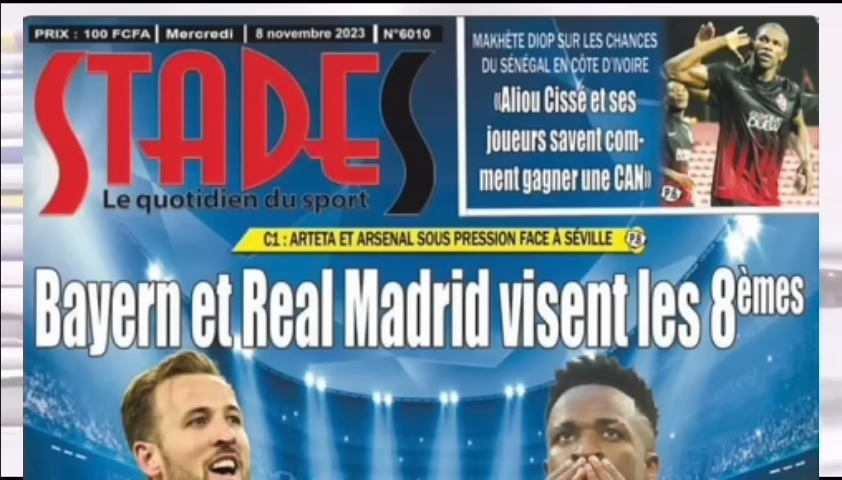 PRIX : 100 FCFA | Mercredi | 8 novembre 2023 | N°6010
STADES
Le quotidien du sport
MAKHÈTE DIOP SUR LES CHANCES
DU SÉNÉGAL EN CÔTE D'IVOIRE
«Aliou Cissé et ses
joueurs savent com-
ment gagner une CAN»
P.5
C1 : ARTETA ET ARSENAL SOUS PRESSION FACE À SÉVILLE P.8
Bayern et Real Madrid visent les 8èmes